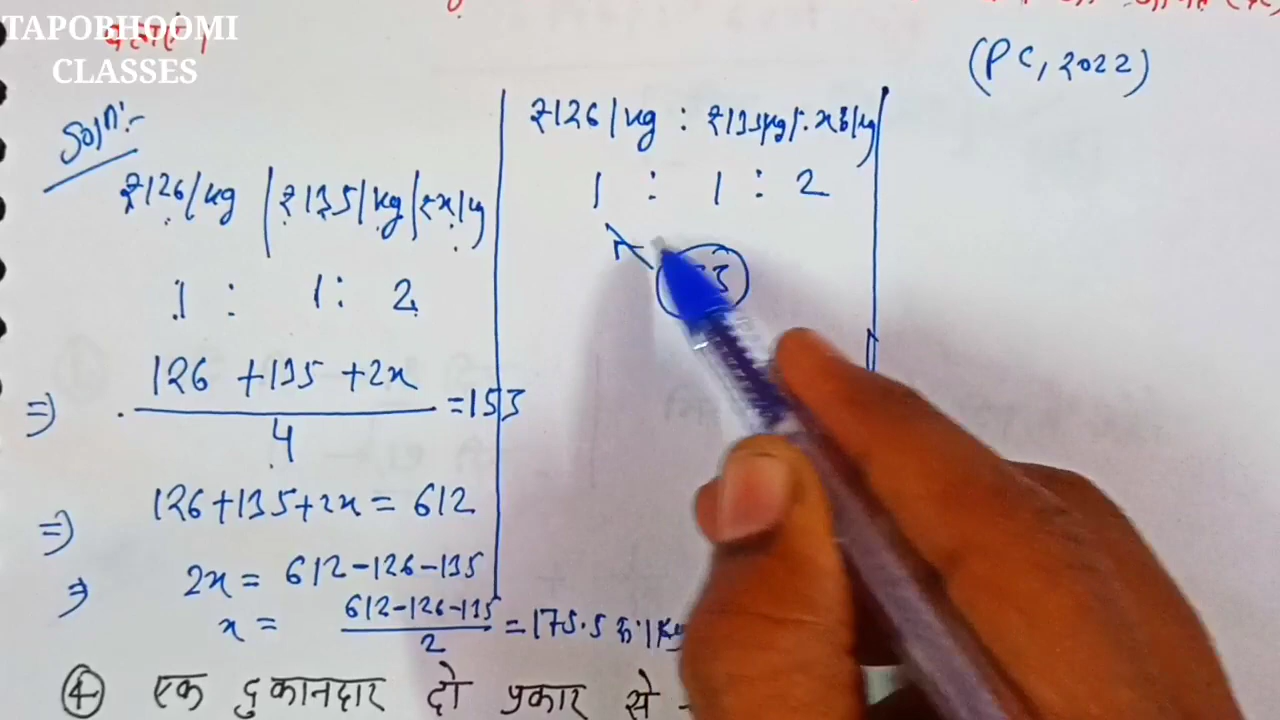 TAPOBHOOMI
CLASSES
(PC, 2022)
Soln:-
₹126/kg | ₹135/kg | ₹x/kg
1 : 1 : 2
⇒ 126 + 135 + 2x / 4 = 153
⇒ 126 + 135 + 2x = 612
⇒ 2x = 612 - 126 - 135
x = 612 - 126 - 135 / 2 = 175.5 रु./Kg
₹126/kg : ₹135/kg :
1 : 1 : 2
④ एक दुकानदार दो प्रकार से